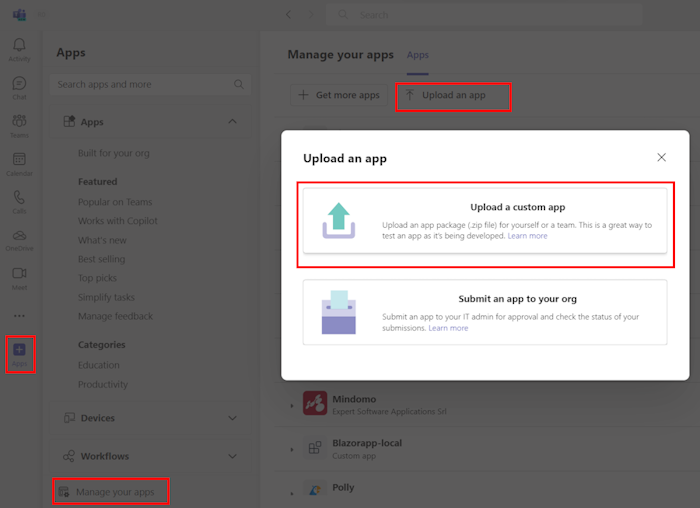 Search
Activity
Chat
Teams
Calendar
Calls
OneDrive
Meet
Apps
Apps
Search apps and more
Apps
Built for your org
Featured
Popular on Teams
Works with Copilot
What's new
Best selling
Top picks
Simplify tasks
Manage feedback
Categories
Education
Productivity
Devices
Workflows
Manage your apps
Manage your apps Apps
Get more apps Upload an app
Upload an app
Upload a custom app
Upload an app package (.zip file) for yourself or a team. This is a great way to
test an app as it's being developed. Learn more
Submit an app to your org
Submit an app to your IT admin for approval and check the status of your
submissions. Learn more
Mindomo
Expert Software Applications Srl
Blazorapp-local
Custom app
Polly